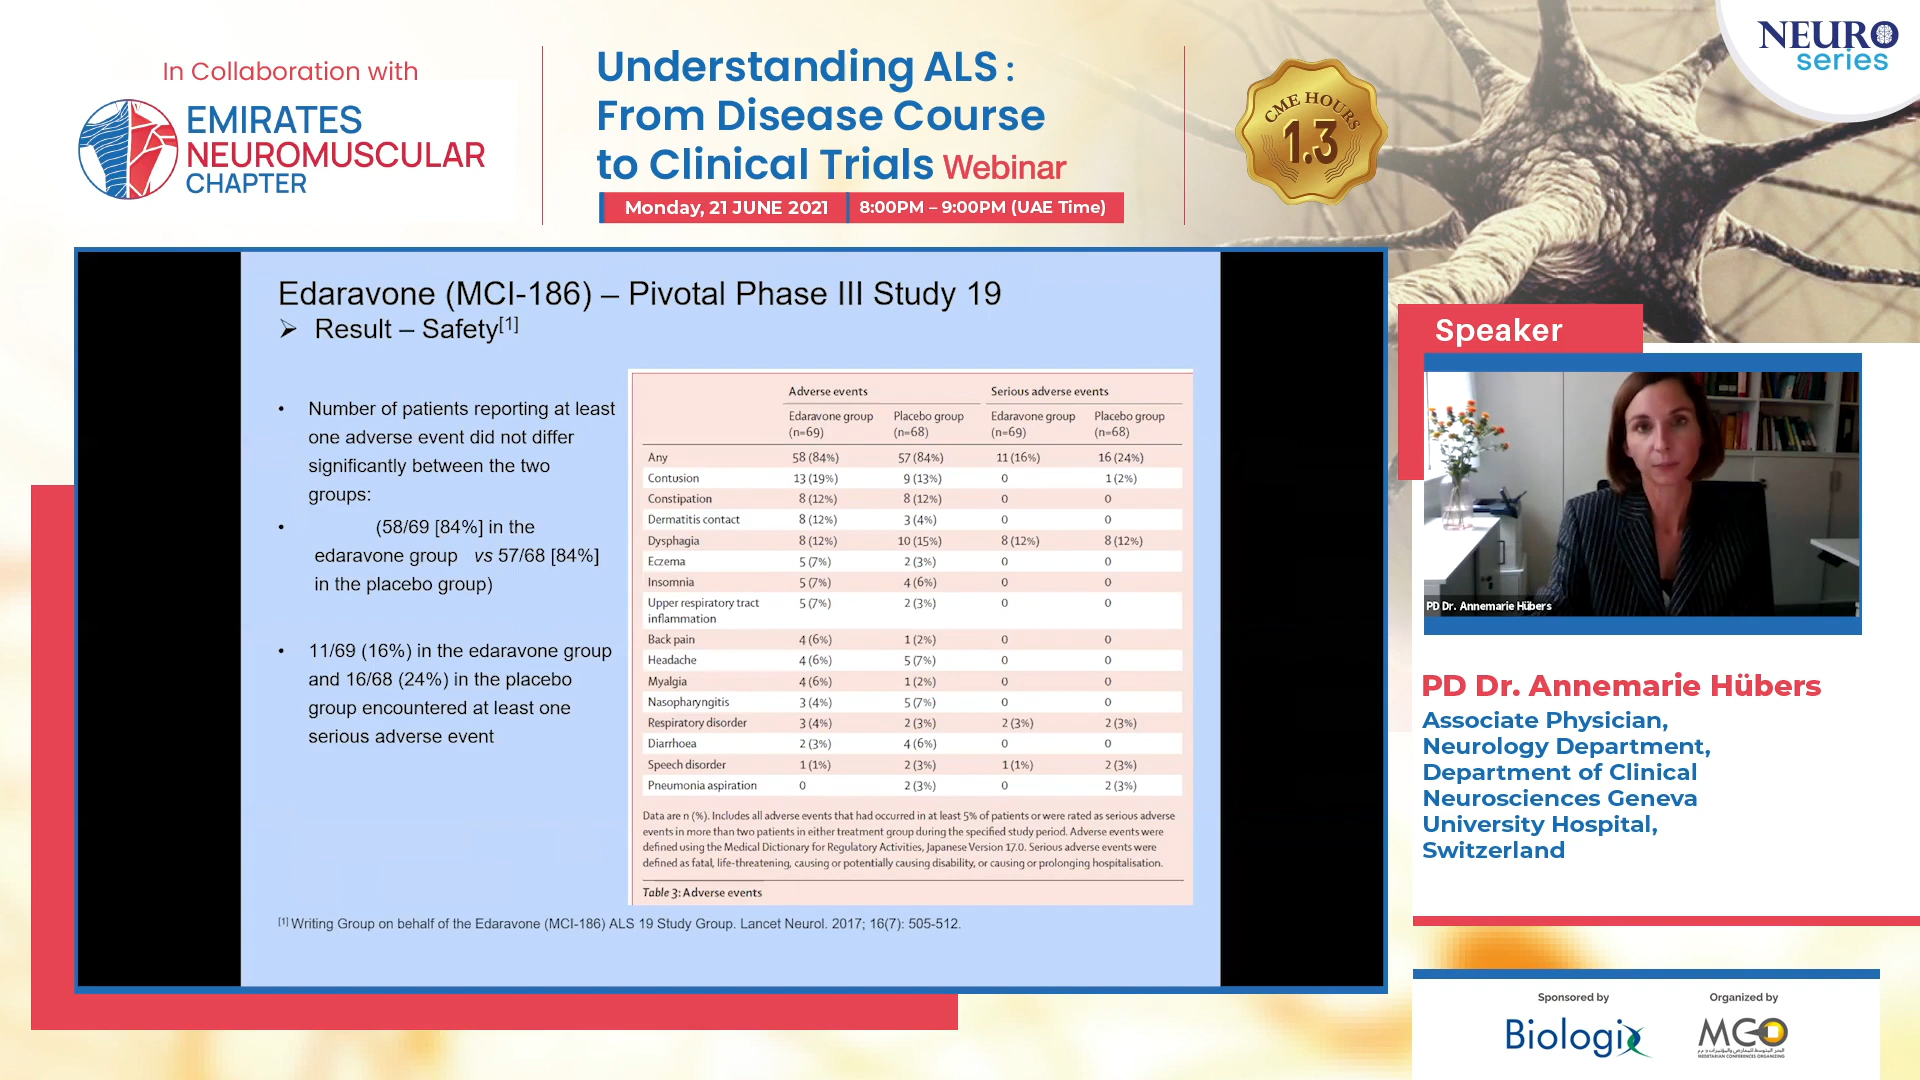 In Collaboration with
EMIRATES
NEUROMUSCULAR
CHAPTER
Understanding ALS :
From Disease Course
to Clinical Trials Webinar
Monday, 21 JUNE 2021 8:00PM – 9:00PM (UAE Time)
CME HOURS
1.3
NEURO
series
Edaravone (MCI-186) – Pivotal Phase III Study 19
➢ Result – Safety[1]
• Number of patients reporting at least
one adverse event did not differ
significantly between the two
groups:
• (58/69 [84%] in the
edaravone group vs 57/68 [84%]
in the placebo group)
• 11/69 (16%) in the edaravone group
and 16/68 (24%) in the placebo
group encountered at least one
serious adverse event
Adverse events Serious adverse events
Edaravone group (n=69) Placebo group (n=68) Edaravone group (n=69) Placebo group (n=68)
Any 58 (84%) 57 (84%) 11 (16%) 16 (24%)
Contusion 13 (19%) 9 (13%) 0 1 (2%)
Constipation 8 (12%) 8 (12%) 0 0
Dermatitis contact 8 (12%) 3 (4%) 0 0
Dysphagia 8 (12%) 10 (15%) 8 (12%) 8 (12%)
Eczema 5 (7%) 2 (3%) 0 0
Insomnia 5 (7%) 4 (6%) 0 0
Upper respiratory tract inflammation 5 (7%) 2 (3%) 0 0
Back pain 4 (6%) 1 (2%) 0 0
Headache 4 (6%) 5 (7%) 0 0
Myalgia 4 (6%) 1 (2%) 0 0
Nasopharyngitis 3 (4%) 5 (7%) 0 0
Respiratory disorder 3 (4%) 2 (3%) 2 (3%) 2 (3%)
Diarrhoea 2 (3%) 4 (6%) 0 0
Speech disorder 1 (1%) 2 (3%) 1 (1%) 2 (3%)
Pneumonia aspiration 0 2 (3%) 0 2 (3%)
Data are n (%). Includes all adverse events that had occurred in at least 5% of patients or were rated as serious adverse
events in more than two patients in either treatment group during the specified study period. Adverse events were
defined using the Medical Dictionary for Regulatory Activities, Japanese Version 17.0. Serious adverse events were
defined as fatal, life-threatening, causing or potentially causing disability, or causing or prolonging hospitalisation.
Table 3: Adverse events
[1] Writing Group on behalf of the Edaravone (MCI-186) ALS 19 Study Group. Lancet Neurol. 2017; 16(7): 505-512.
Speaker
PD Dr. Annemarie Hübers
PD Dr. Annemarie Hübers
Associate Physician,
Neurology Department,
Department of Clinical
Neurosciences Geneva
University Hospital,
Switzerland
Sponsored by
Biologix
Organized by
MCO